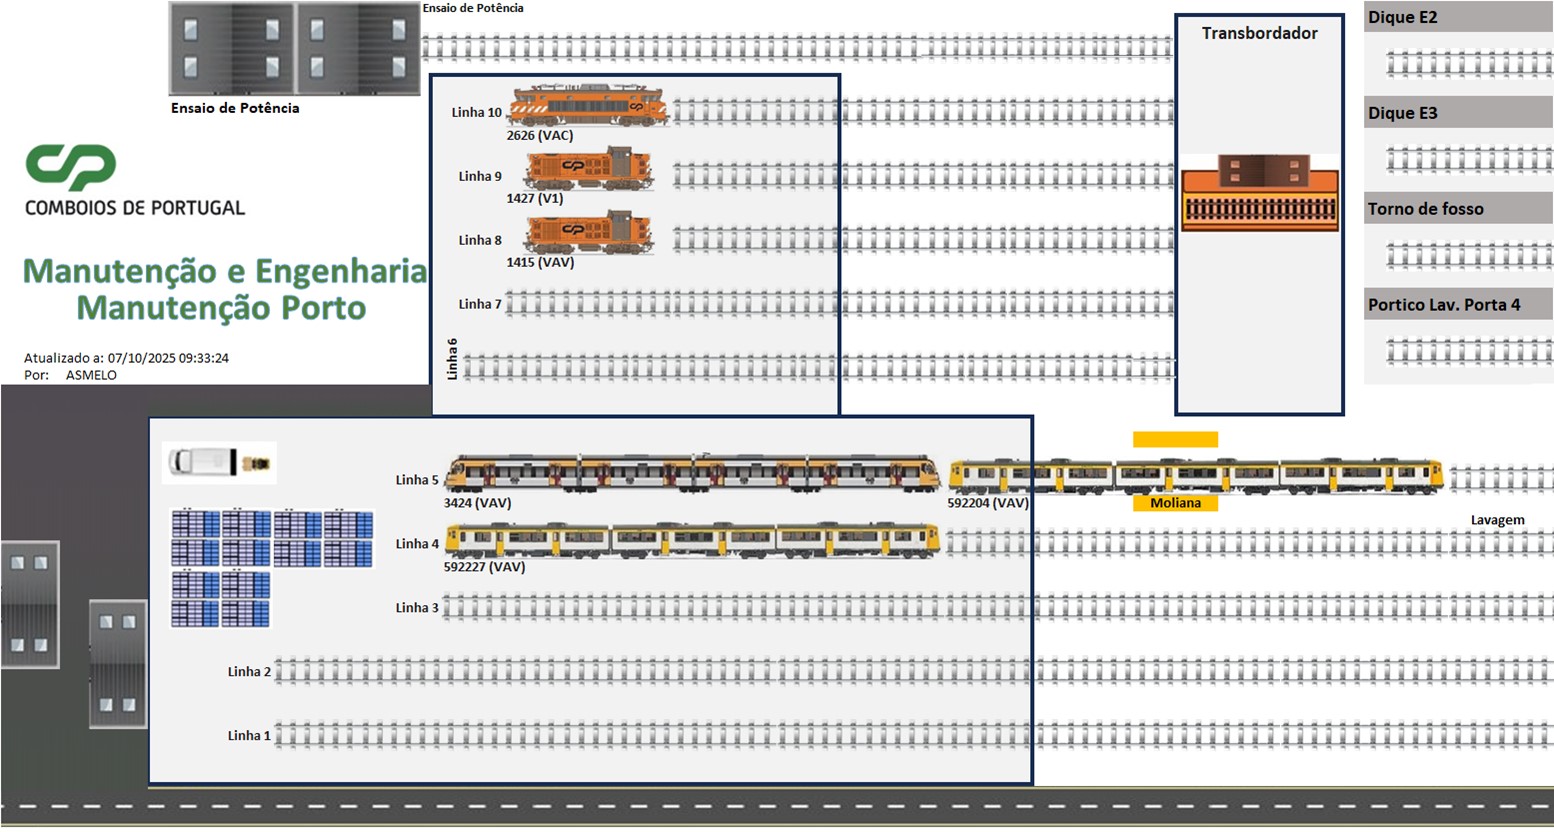 Ensaio de Potência
Transbordador
Dique E2
Ensaio de Potência
Linha 10
2626 (VAC)
Dique E3
CP
COMBOIOS DE PORTUGAL
Linha 9
1427 (V1)
Torno de fosso
Linha 8
1415 (VAV)
Manutenção e Engenharia
Manutenção Porto
Linha 7
Portico Lav. Porta 4
Atualizado a: 07/10/2025 09:33:24
Por: ASMELO
Linha 6
Linha 5
3424 (VAV)
592204 (VAV)
Moliana
Lavagem
Linha 4
592227 (VAV)
Linha 3
Linha 2
Linha 1